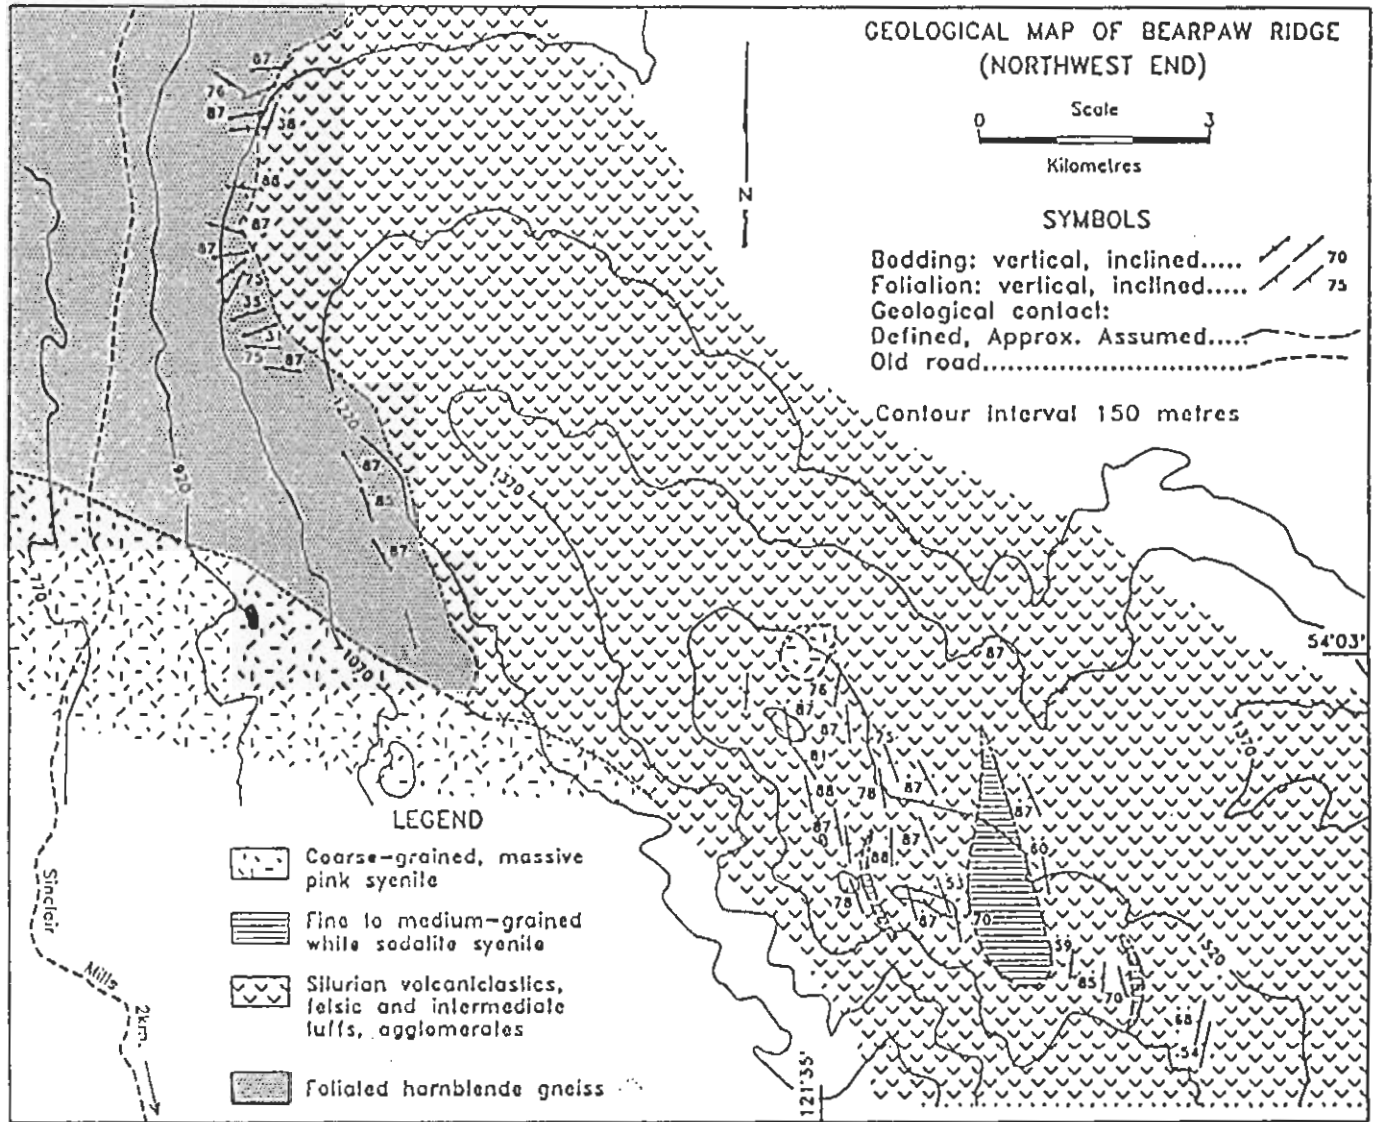 GEOLOGICAL MAP OF BEARPAW RIDGE
(NORTHWEST END)
Scale
0 3
Kilometres
N
SYMBOLS
Bedding: vertical, inclined..... 70
Foliation: vertical, inclined..... 75
Geological contact:
Defined, Approx. Assumed.....
Old road..............................
Contour interval 150 metres
87
76
87
38
88
87
87
75
35
31
75 87
1220
87
85
87
920
770
1070
1370
54°03'
87
76
87
87
81
75
88
78
87
87
88
87
87
60
53
78
87
70
59
85
70
1370
1520
68
54
121°35'
LEGEND
Coarse-grained, massive
pink syenite
Fine to medium-grained
white sodalite syenite
Silurian volcaniclastics,
felsic and intermediate
tuffs, agglomerates
Foliated hornblende gneiss
Sinclair
Mills
2km